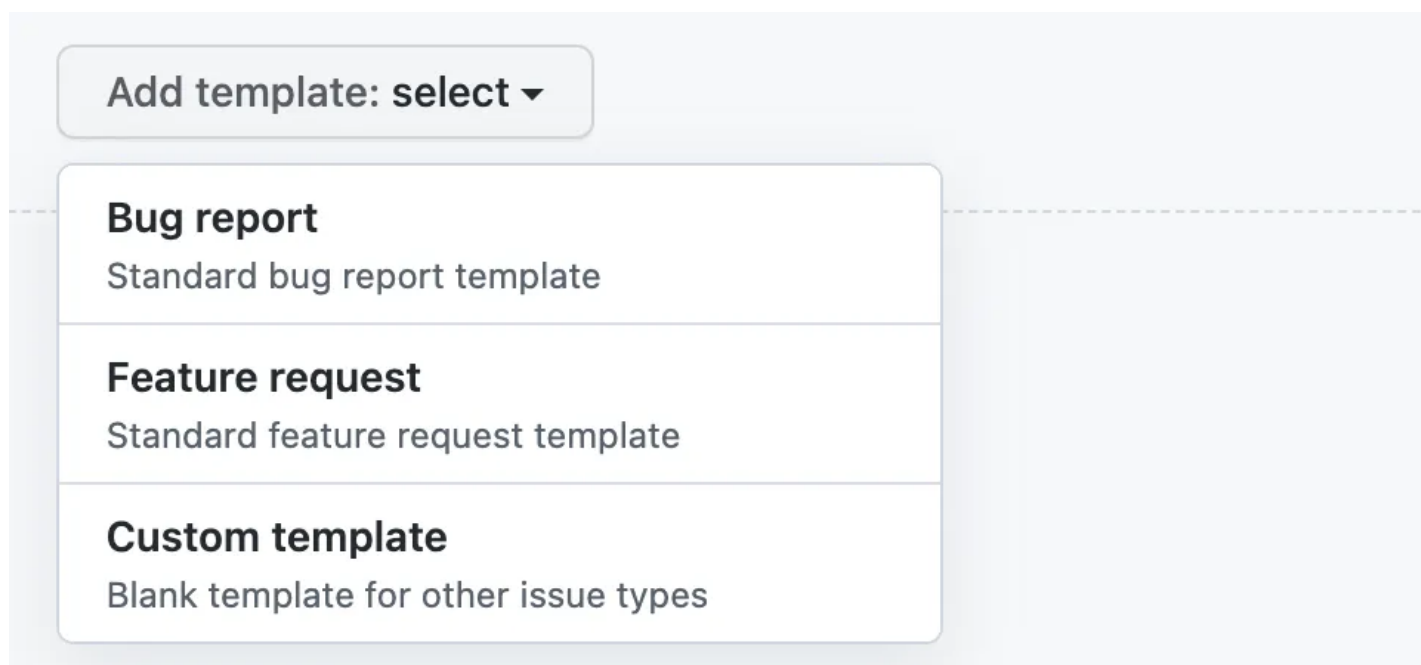 Add template: select
Bug report
Standard bug report template
Feature request
Standard feature request template
Custom template
Blank template for other issue types